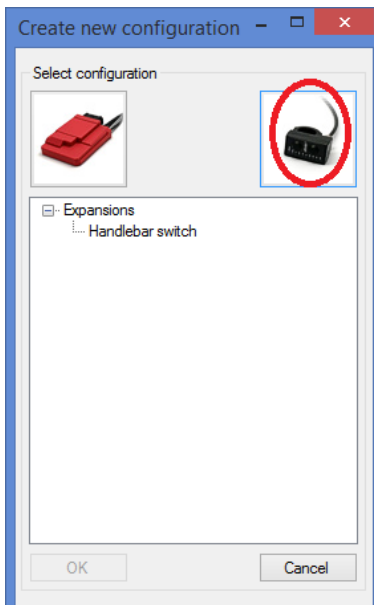 Create new configuration
Select configuration
Expansions
Handlebar switch
OK
Cancel